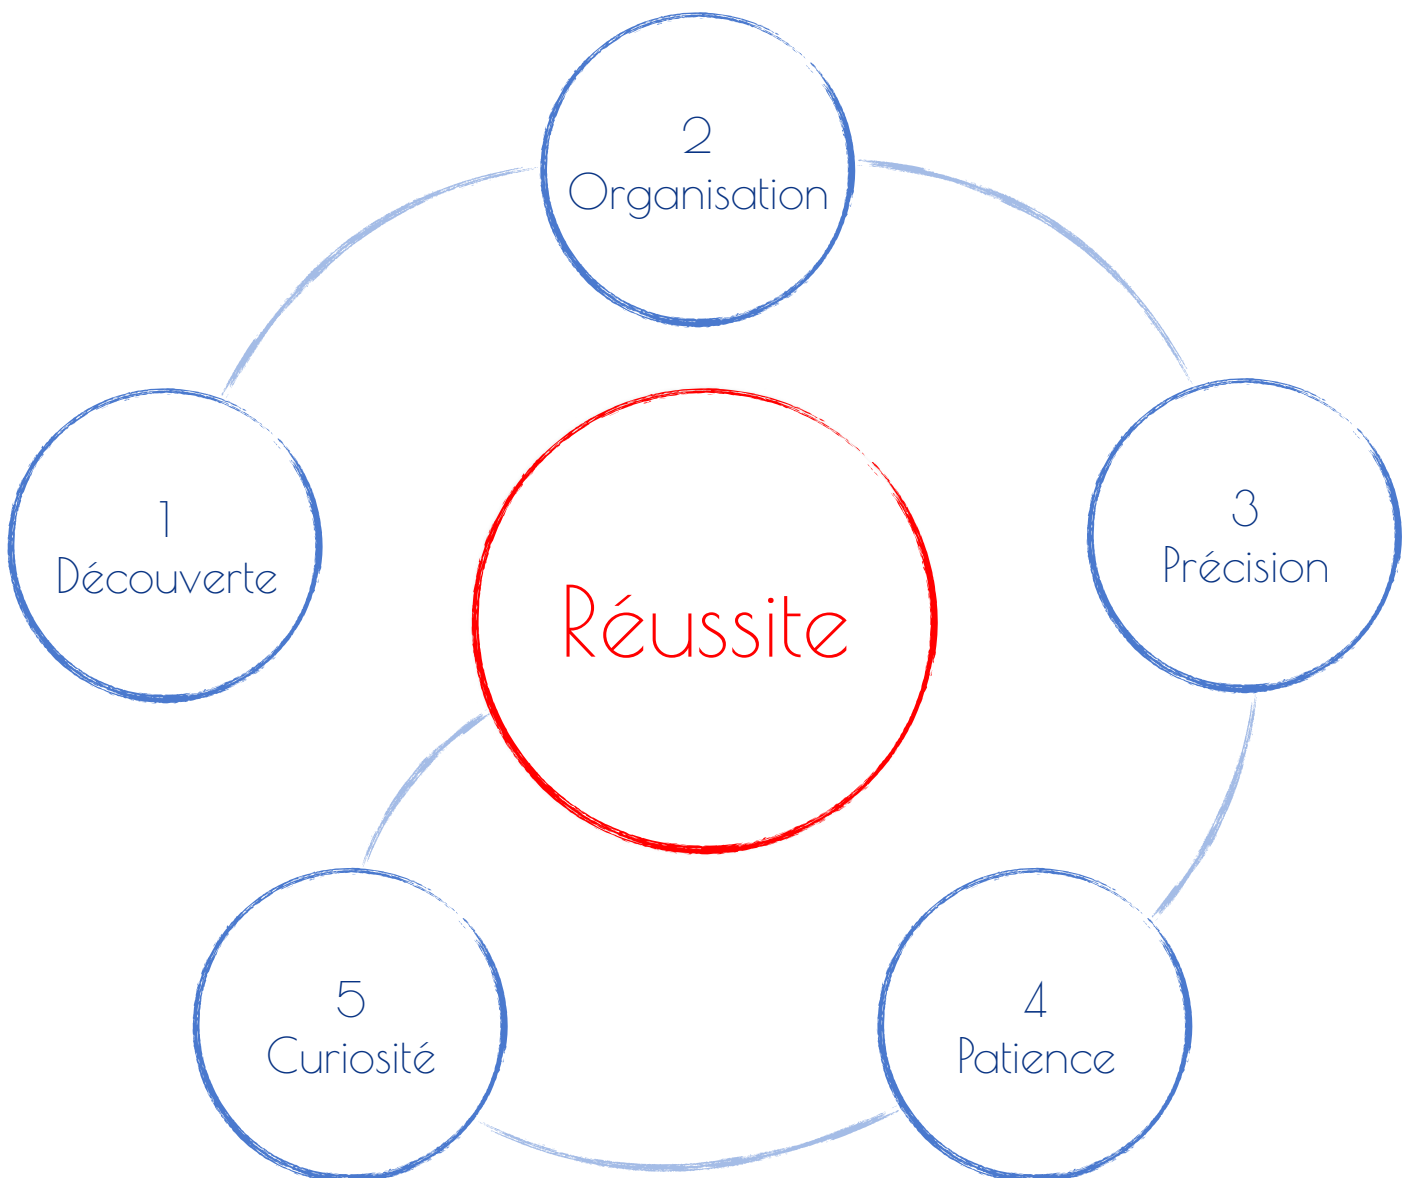 1
Découverte
2
Organisation
3
Précision
4
Patience
5
Curiosité
Réussite